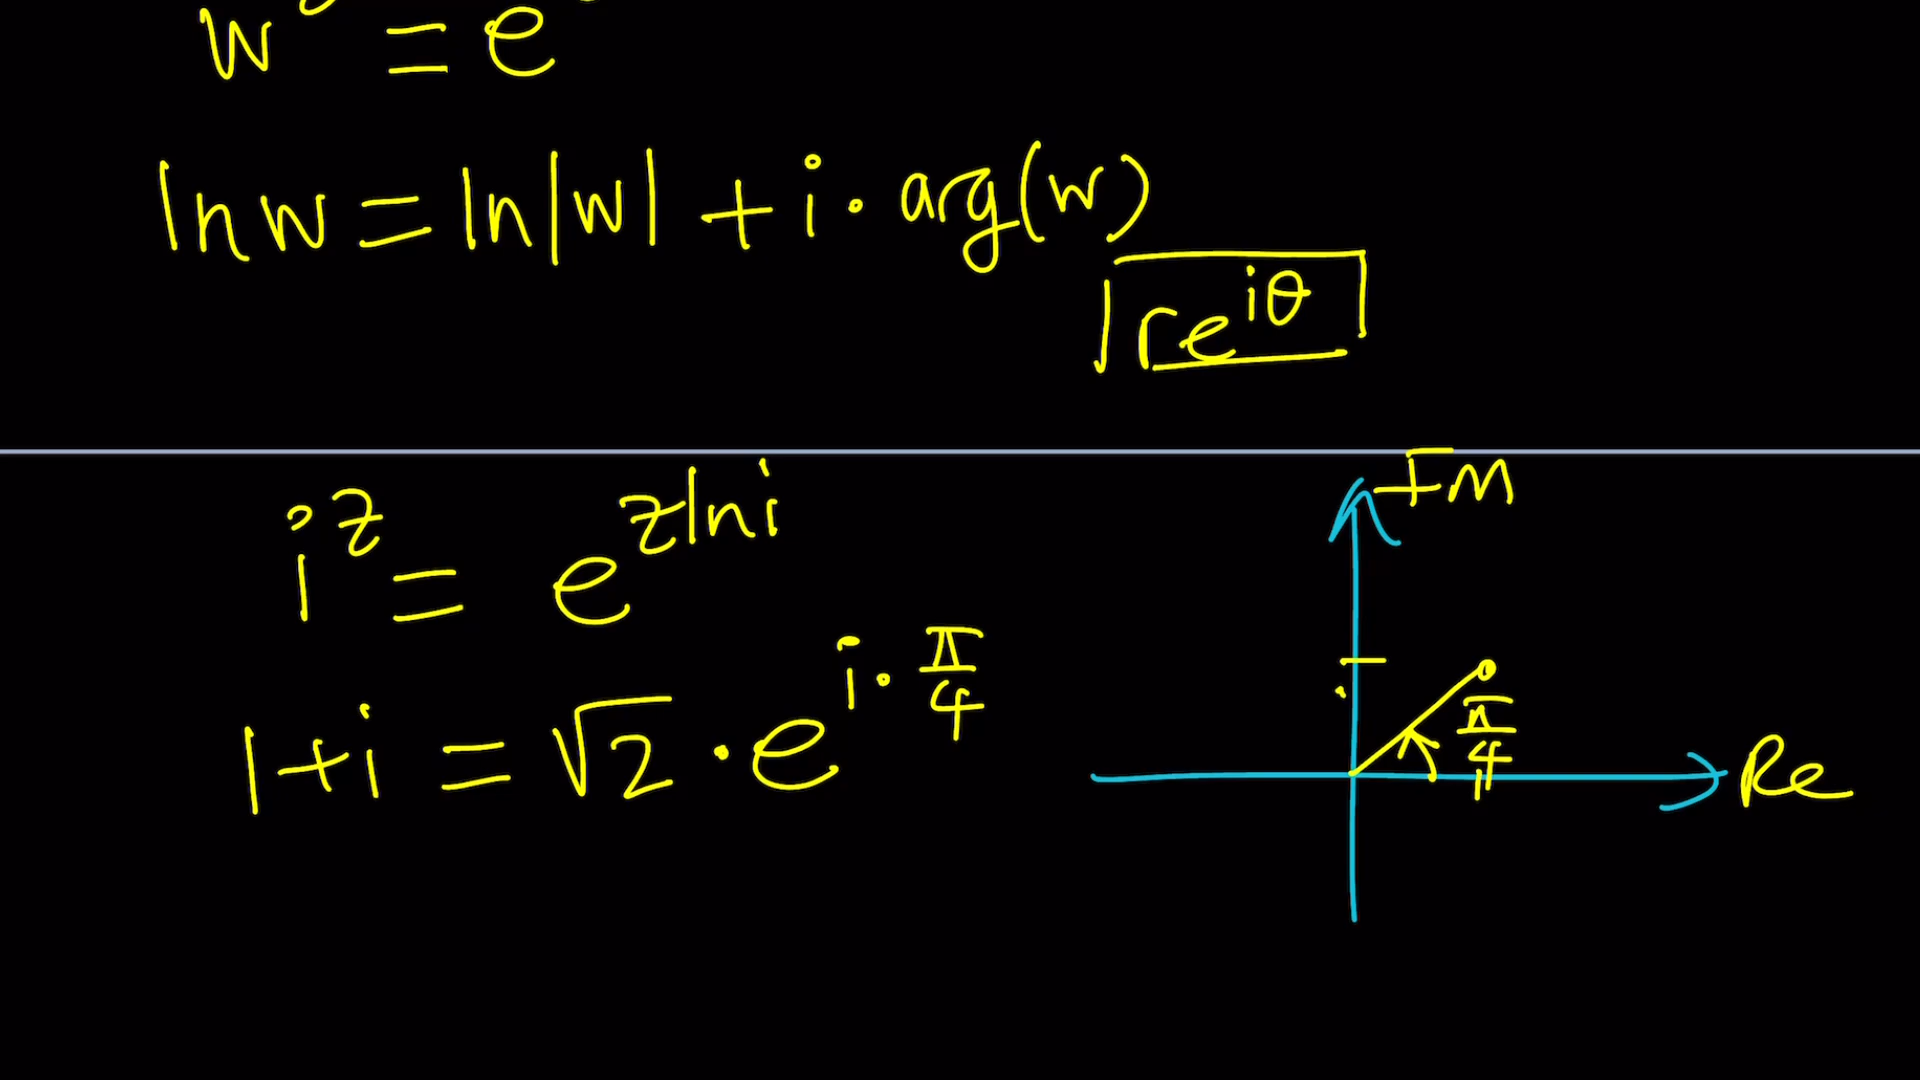 w = e
ln w = ln|w| + i · arg(w)
re^{iθ}
i^z = e^{z ln i}
Im
1+i = √2 · e^{i · π/4}
i
π/4
Re